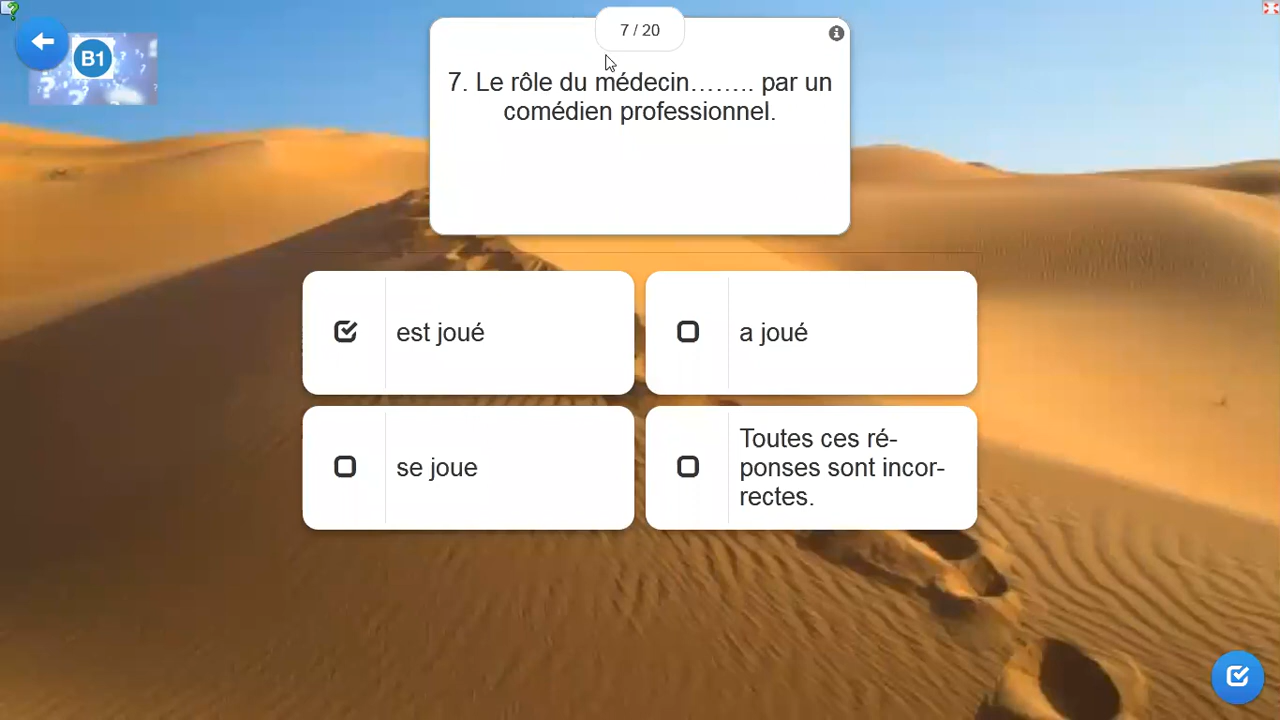 7 / 20
B1
7. Le rôle du médecin........ par un
comédien professionnel.
est joué
a joué
se joue
Toutes ces ré-
ponses sont incor-
rectes.